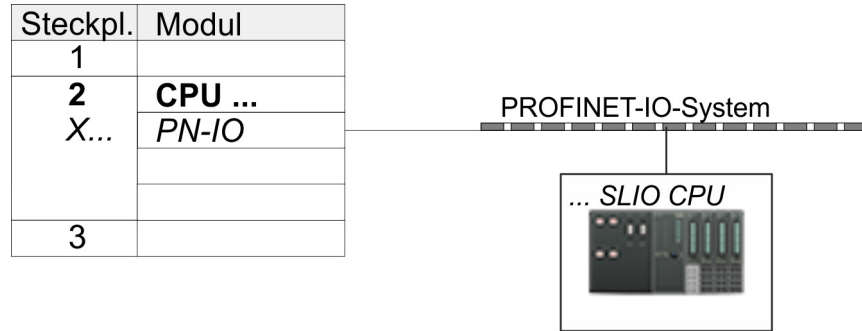 Steckpl. Modul
1
2 CPU ...
X... PN-IO
3
PROFINET-IO-System
... SLIO CPU